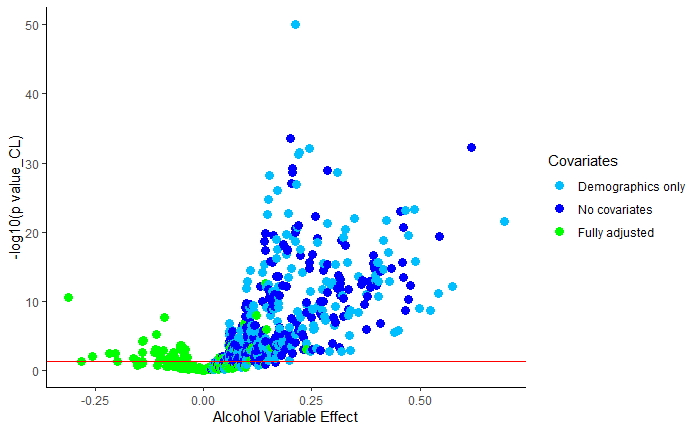 50
40
30
20
10
0
-log10(p value_CL)
-0.25
0.00
0.25
0.50
Alcohol Variable Effect
Covariates
Demographics only
No covariates
Fully adjusted